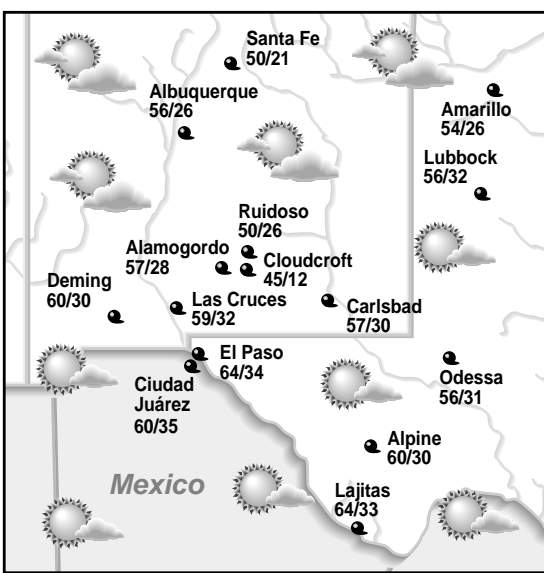 Santa Fe
50/21
Albuquerque
56/26
Amarillo
54/26
Lubbock
56/32
Ruidoso
50/26
Alamogordo
57/28
Cloudcroft
45/12
Deming
60/30
Las Cruces
59/32
Carlsbad
57/30
El Paso
64/34
Ciudad
Juárez
60/35
Odessa
56/31
Alpine
60/30
Mexico
Lajitas
64/33